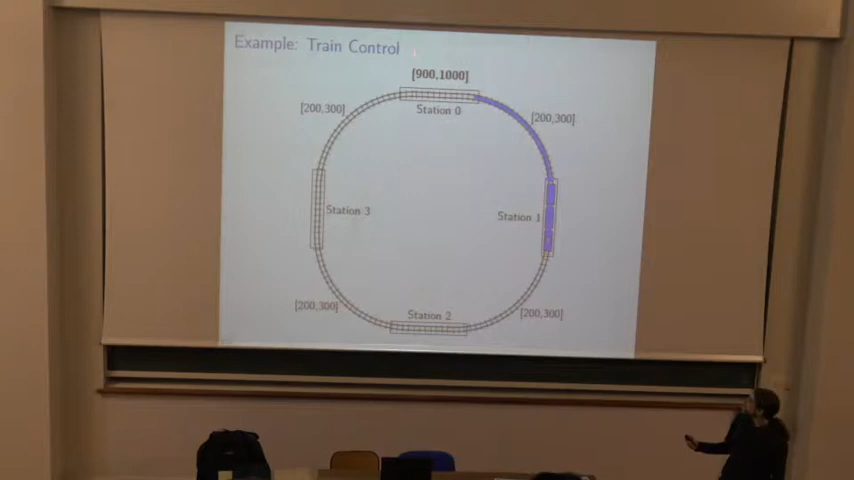 Example: Train Control
[900,1000]
Station 0
[200,300]
[200,300]
Station 3
Station 1
[200,300]
Station 2
[200,300]